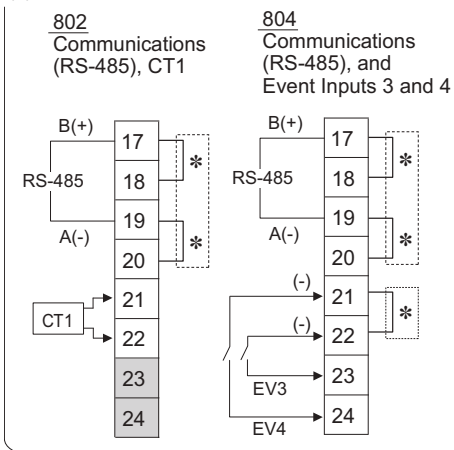 802
Communications
(RS-485), CT1
B(+)
17
18
RS-485
19
A(-)
20
21
CT1
22
23
24
*
*
804
Communications
(RS-485), and
Event Inputs 3 and 4
B(+)
17
18
RS-485
19
A(-)
20
(-)
21
(-)
22
23
EV3
24
EV4
*
*
*